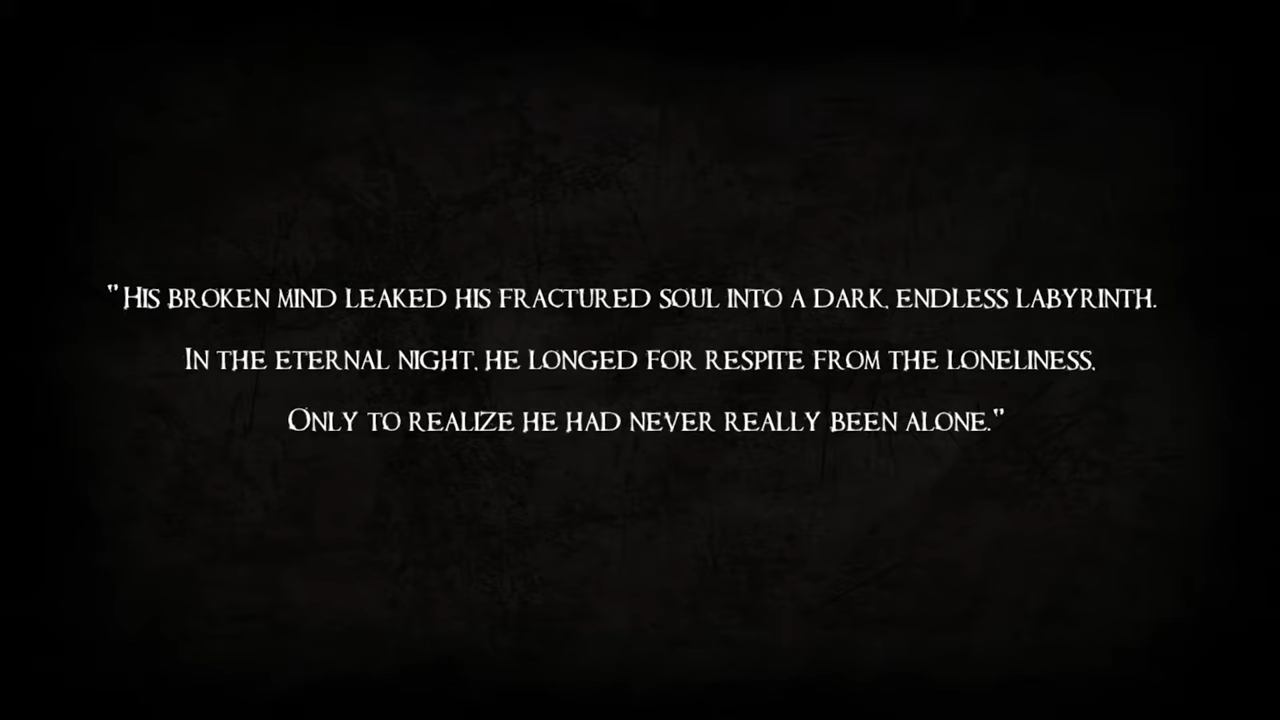 "His broken mind leaked his fractured soul into a dark, endless labyrinth.
In the eternal night, he longed for respite from the loneliness,
Only to realize he had never really been alone."